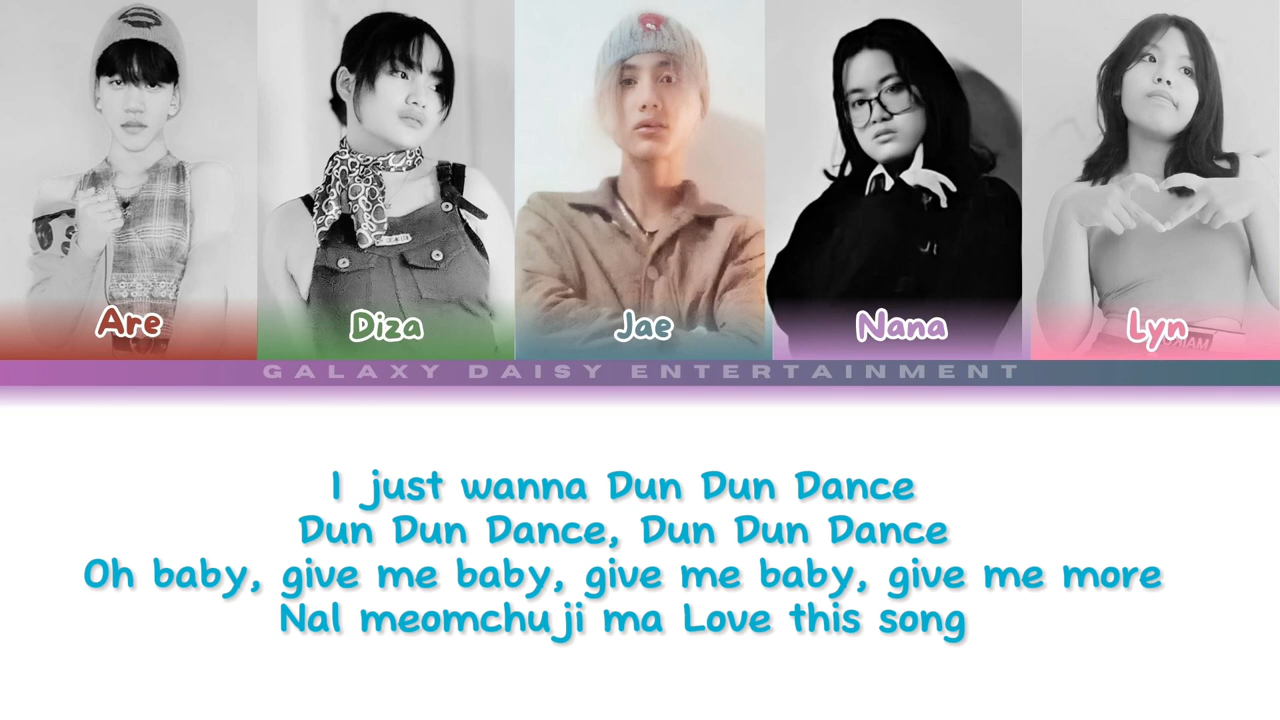 Are
Diza
Jae
Nana
Lyn
GALAXY DAISY ENTERTAINMENT
I just wanna Dun Dun Dance
Dun Dun Dance, Dun Dun Dance
Oh baby, give me baby, give me baby, give me more
Nal meomchuji ma Love this song